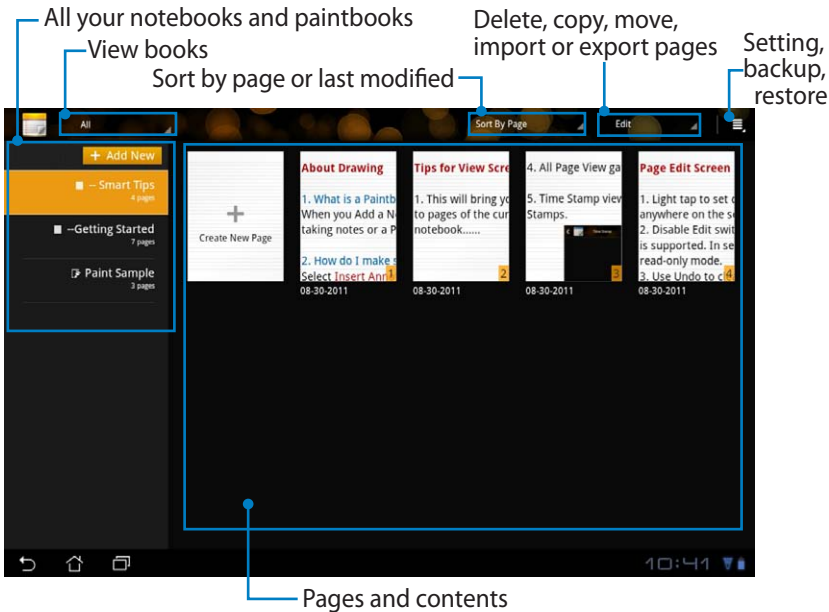 All your notebooks and paintbooks
View books
Sort by page or last modified
Delete, copy, move,
import or export pages
Setting,
backup,
restore
All
Sort By Page
Edit
+ Add New
-- Smart Tips
4 pages
--Getting Started
7 pages
Paint Sample
3 pages
+
Create New Page
About Drawing
1. What is a Paintb
When you Add a N
taking notes or a P
2. How do I make s
Select Insert Ann
1
08-30-2011
Tips for View Scre
1. This will bring yo
to pages of the cur
notebook......
2
08-30-2011
4. All Page View ga
5. Time Stamp view
Stamps.
3
08-30-2011
Page Edit Screen
1. Light tap to set c
anywhere on the s
2. Disable Edit swit
is supported. In se
read-only mode.
3. Use Undo to c
4
08-30-2011
10:41
Pages and contents